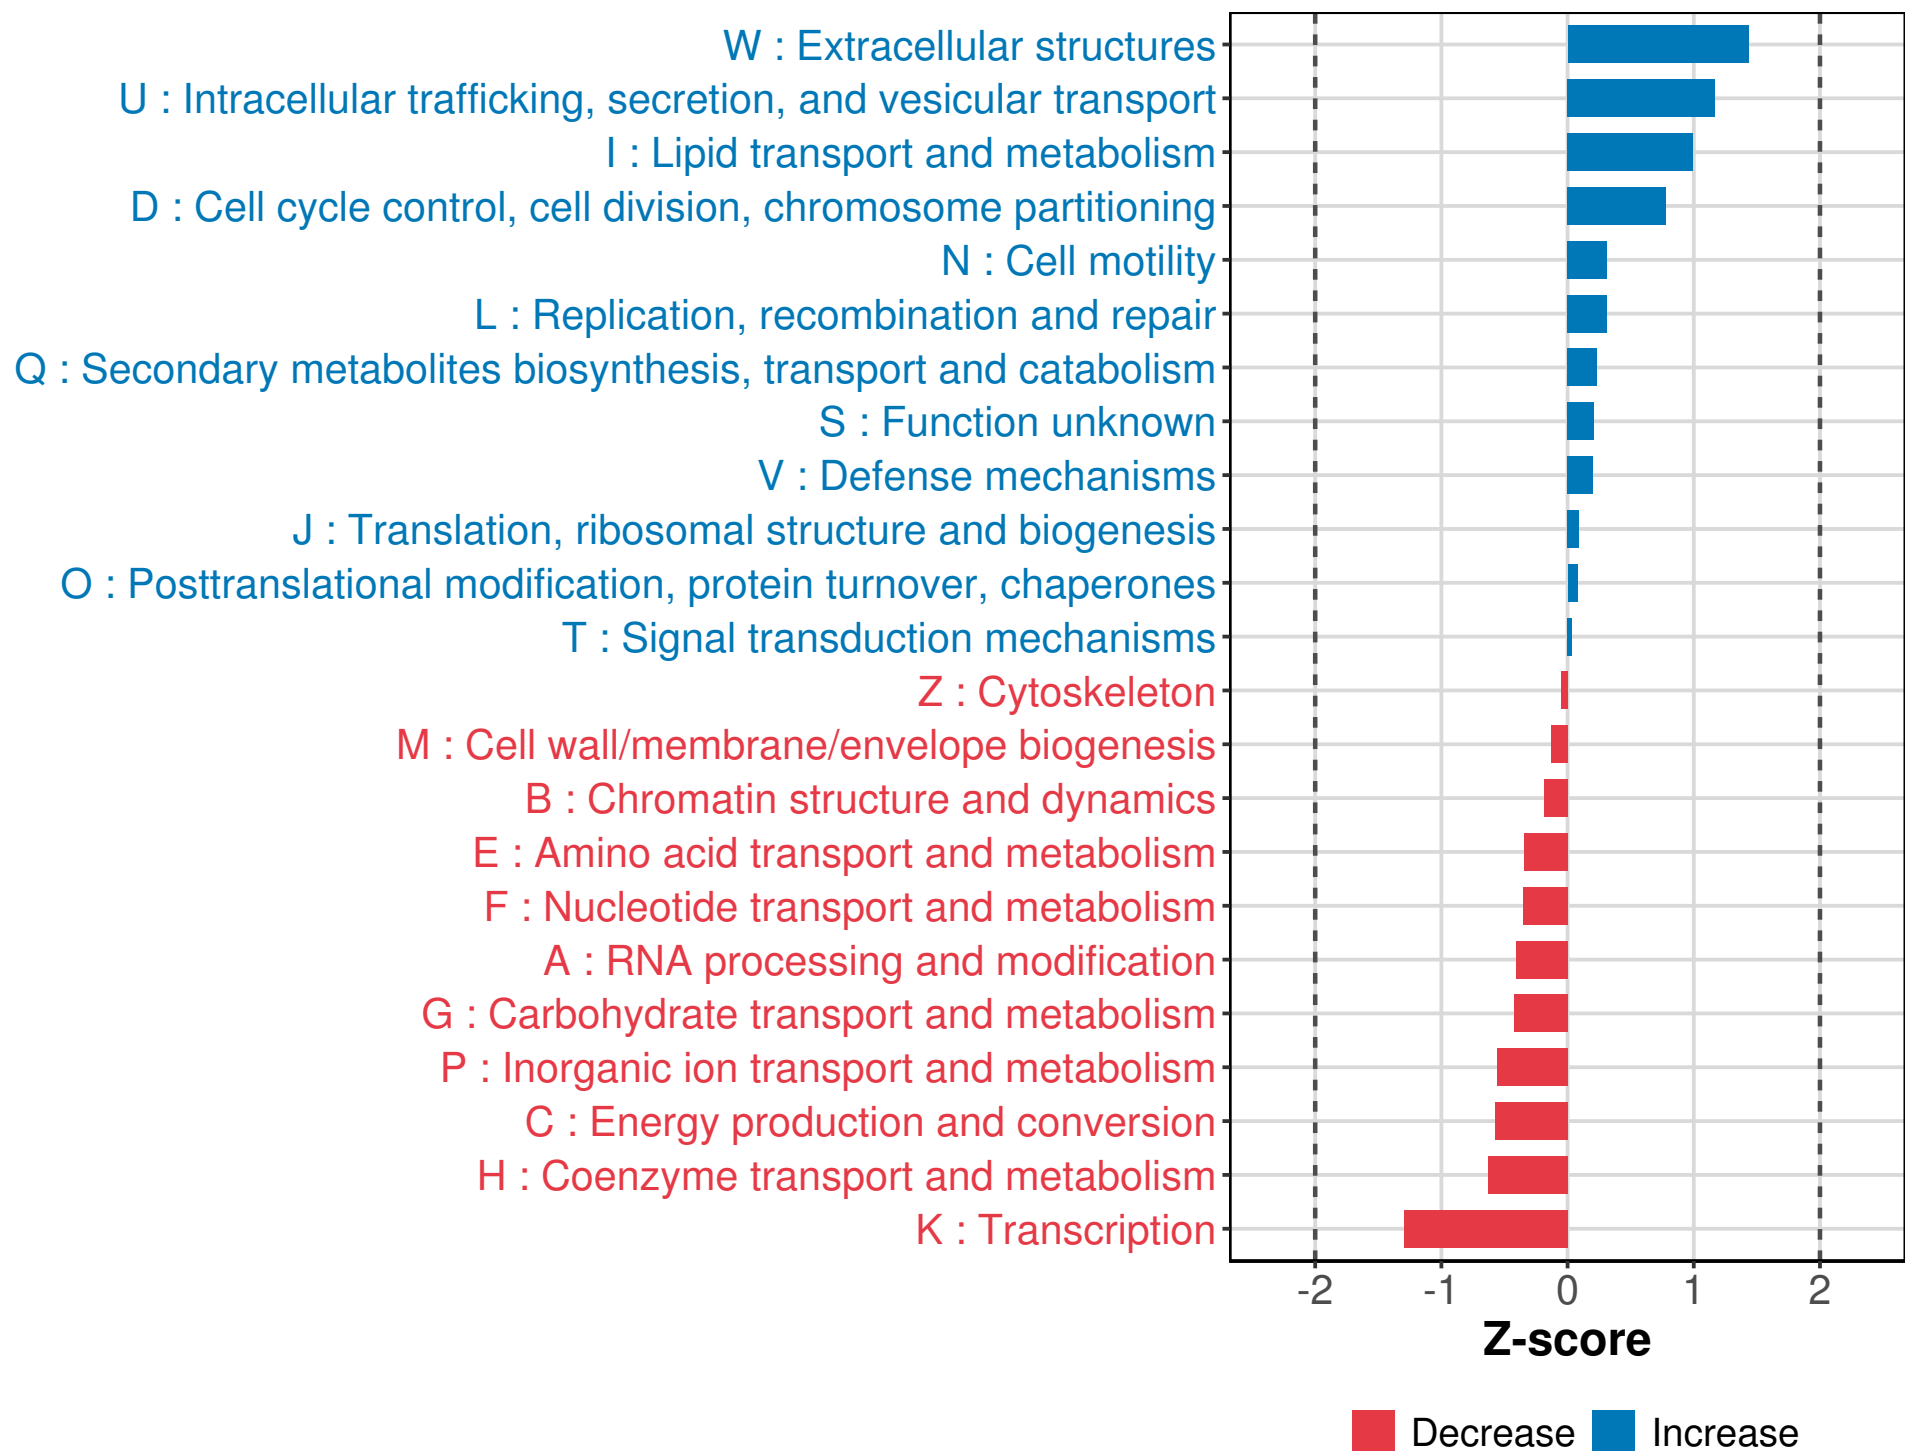 W : Extracellular structures
U : Intracellular trafficking, secretion, and vesicular transport
I : Lipid transport and metabolism
D : Cell cycle control, cell division, chromosome partitioning
N : Cell motility
L : Replication, recombination and repair
Q : Secondary metabolites biosynthesis, transport and catabolism
S : Function unknown
V : Defense mechanisms
J : Translation, ribosomal structure and biogenesis
O : Posttranslational modification, protein turnover, chaperones
T : Signal transduction mechanisms
Z : Cytoskeleton
M : Cell wall/membrane/envelope biogenesis
B : Chromatin structure and dynamics
E : Amino acid transport and metabolism
F : Nucleotide transport and metabolism
A : RNA processing and modification
G : Carbohydrate transport and metabolism
P : Inorganic ion transport and metabolism
C : Energy production and conversion
H : Coenzyme transport and metabolism
K : Transcription
-2 -1 0 1 2
Z-score
Decrease Increase